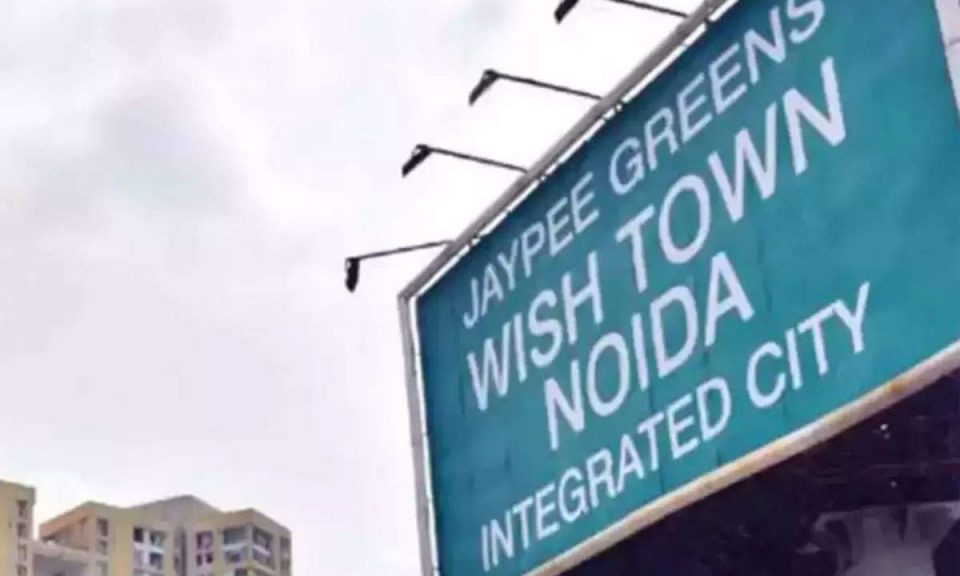 JAYPEE GREENS
WISH TOWN
NOIDA
INTEGRATED CITY